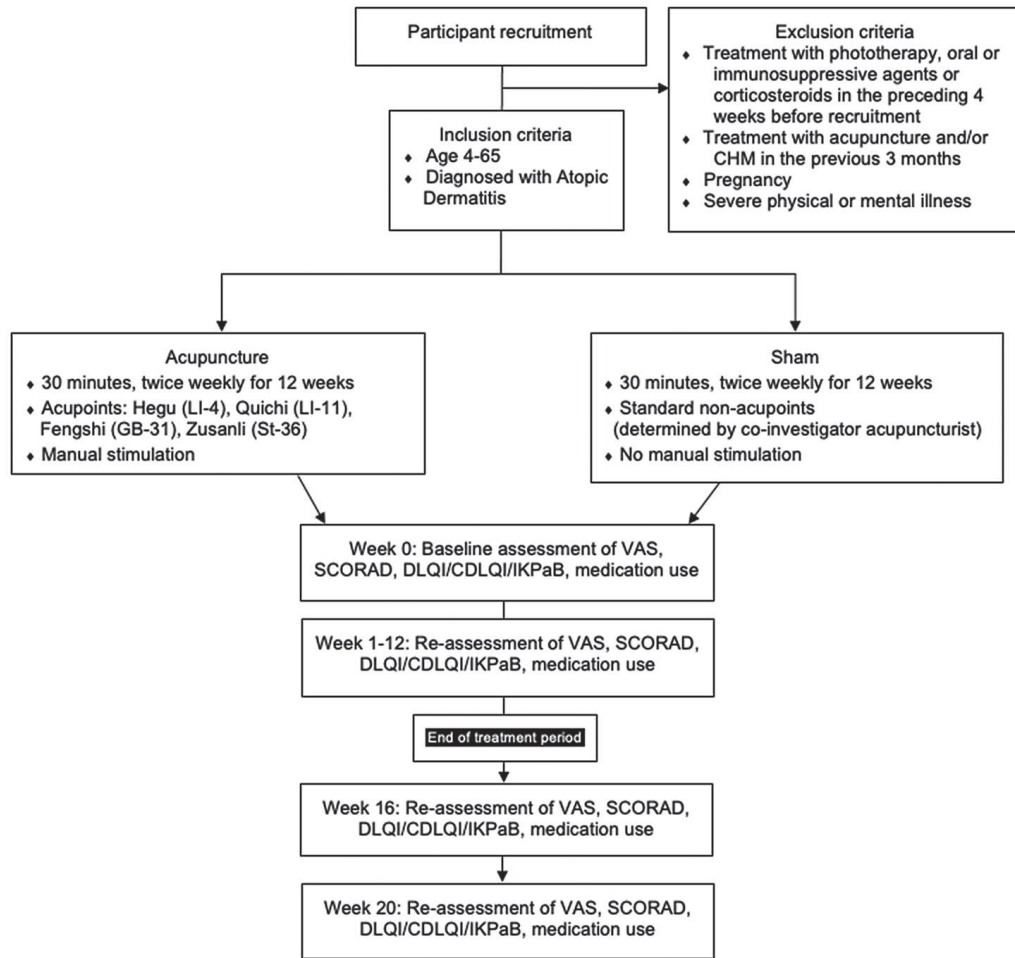 Participant recruitment
Exclusion criteria
♦ Treatment with phototherapy, oral or
immunosuppressive agents or
corticosteroids in the preceding 4
weeks before recruitment
♦ Treatment with acupuncture and/or
CHM in the previous 3 months
♦ Pregnancy
♦ Severe physical or mental illness
Inclusion criteria
♦ Age 4-65
♦ Diagnosed with Atopic
Dermatitis
Acupuncture
♦ 30 minutes, twice weekly for 12 weeks
♦ Acupoints: Hegu (LI-4), Quichi (LI-11),
Fengshi (GB-31), Zusanli (St-36)
♦ Manual stimulation
Sham
♦ 30 minutes, twice weekly for 12 weeks
♦ Standard non-acupoints
(determined by co-investigator acupuncturist)
♦ No manual stimulation
Week 0: Baseline assessment of VAS,
SCORAD, DLQI/CDLQI/IKPaB, medication use
Week 1-12: Re-assessment of VAS, SCORAD,
DLQI/CDLQI/IKPaB, medication use
End of treatment period
Week 16: Re-assessment of VAS, SCORAD,
DLQI/CDLQI/IKPaB, medication use
Week 20: Re-assessment of VAS, SCORAD,
DLQI/CDLQI/IKPaB, medication use